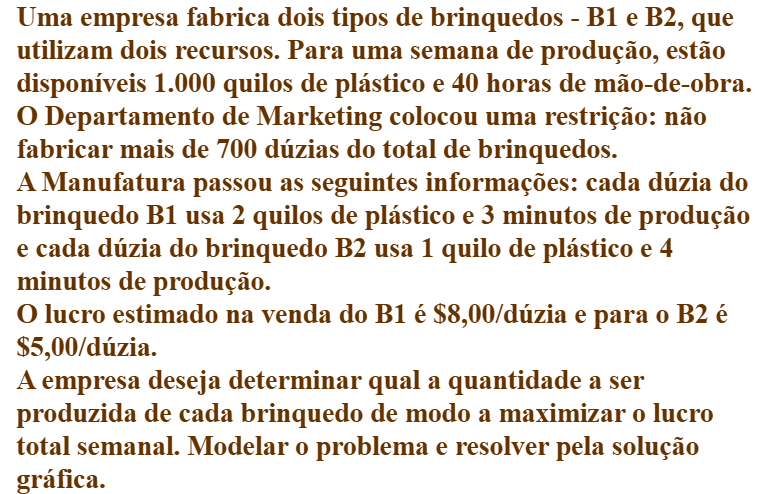 Uma empresa fabrica dois tipos de brinquedos - B1 e B2, que
utilizam dois recursos. Para uma semana de produção, estão
disponíveis 1.000 quilos de plástico e 40 horas de mão-de-obra.
O Departamento de Marketing colocou uma restrição: não
fabricar mais de 700 dúzias do total de brinquedos.
A Manufatura passou as seguintes informações: cada dúzia do
brinquedo B1 usa 2 quilos de plástico e 3 minutos de produção
e cada dúzia do brinquedo B2 usa 1 quilo de plástico e 4
minutos de produção.
O lucro estimado na venda do B1 é $8,00/dúzia e para o B2 é
$5,00/dúzia.
A empresa deseja determinar qual a quantidade a ser
produzida de cada brinquedo de modo a maximizar o lucro
total semanal. Modelar o problema e resolver pela solução
gráfica.